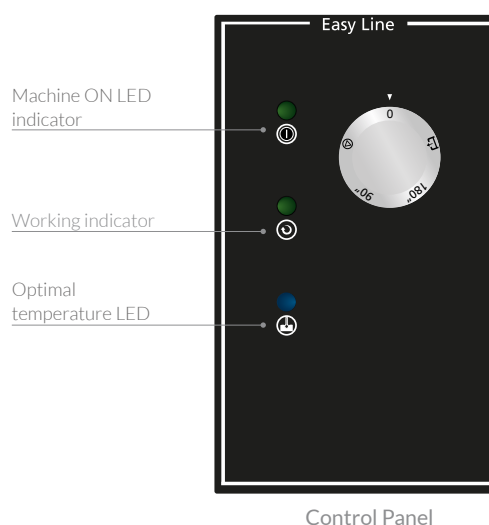 Easy Line
Machine ON LED
indicator
0
180"
90"
Working indicator
Optimal
temperature LED
Control Panel